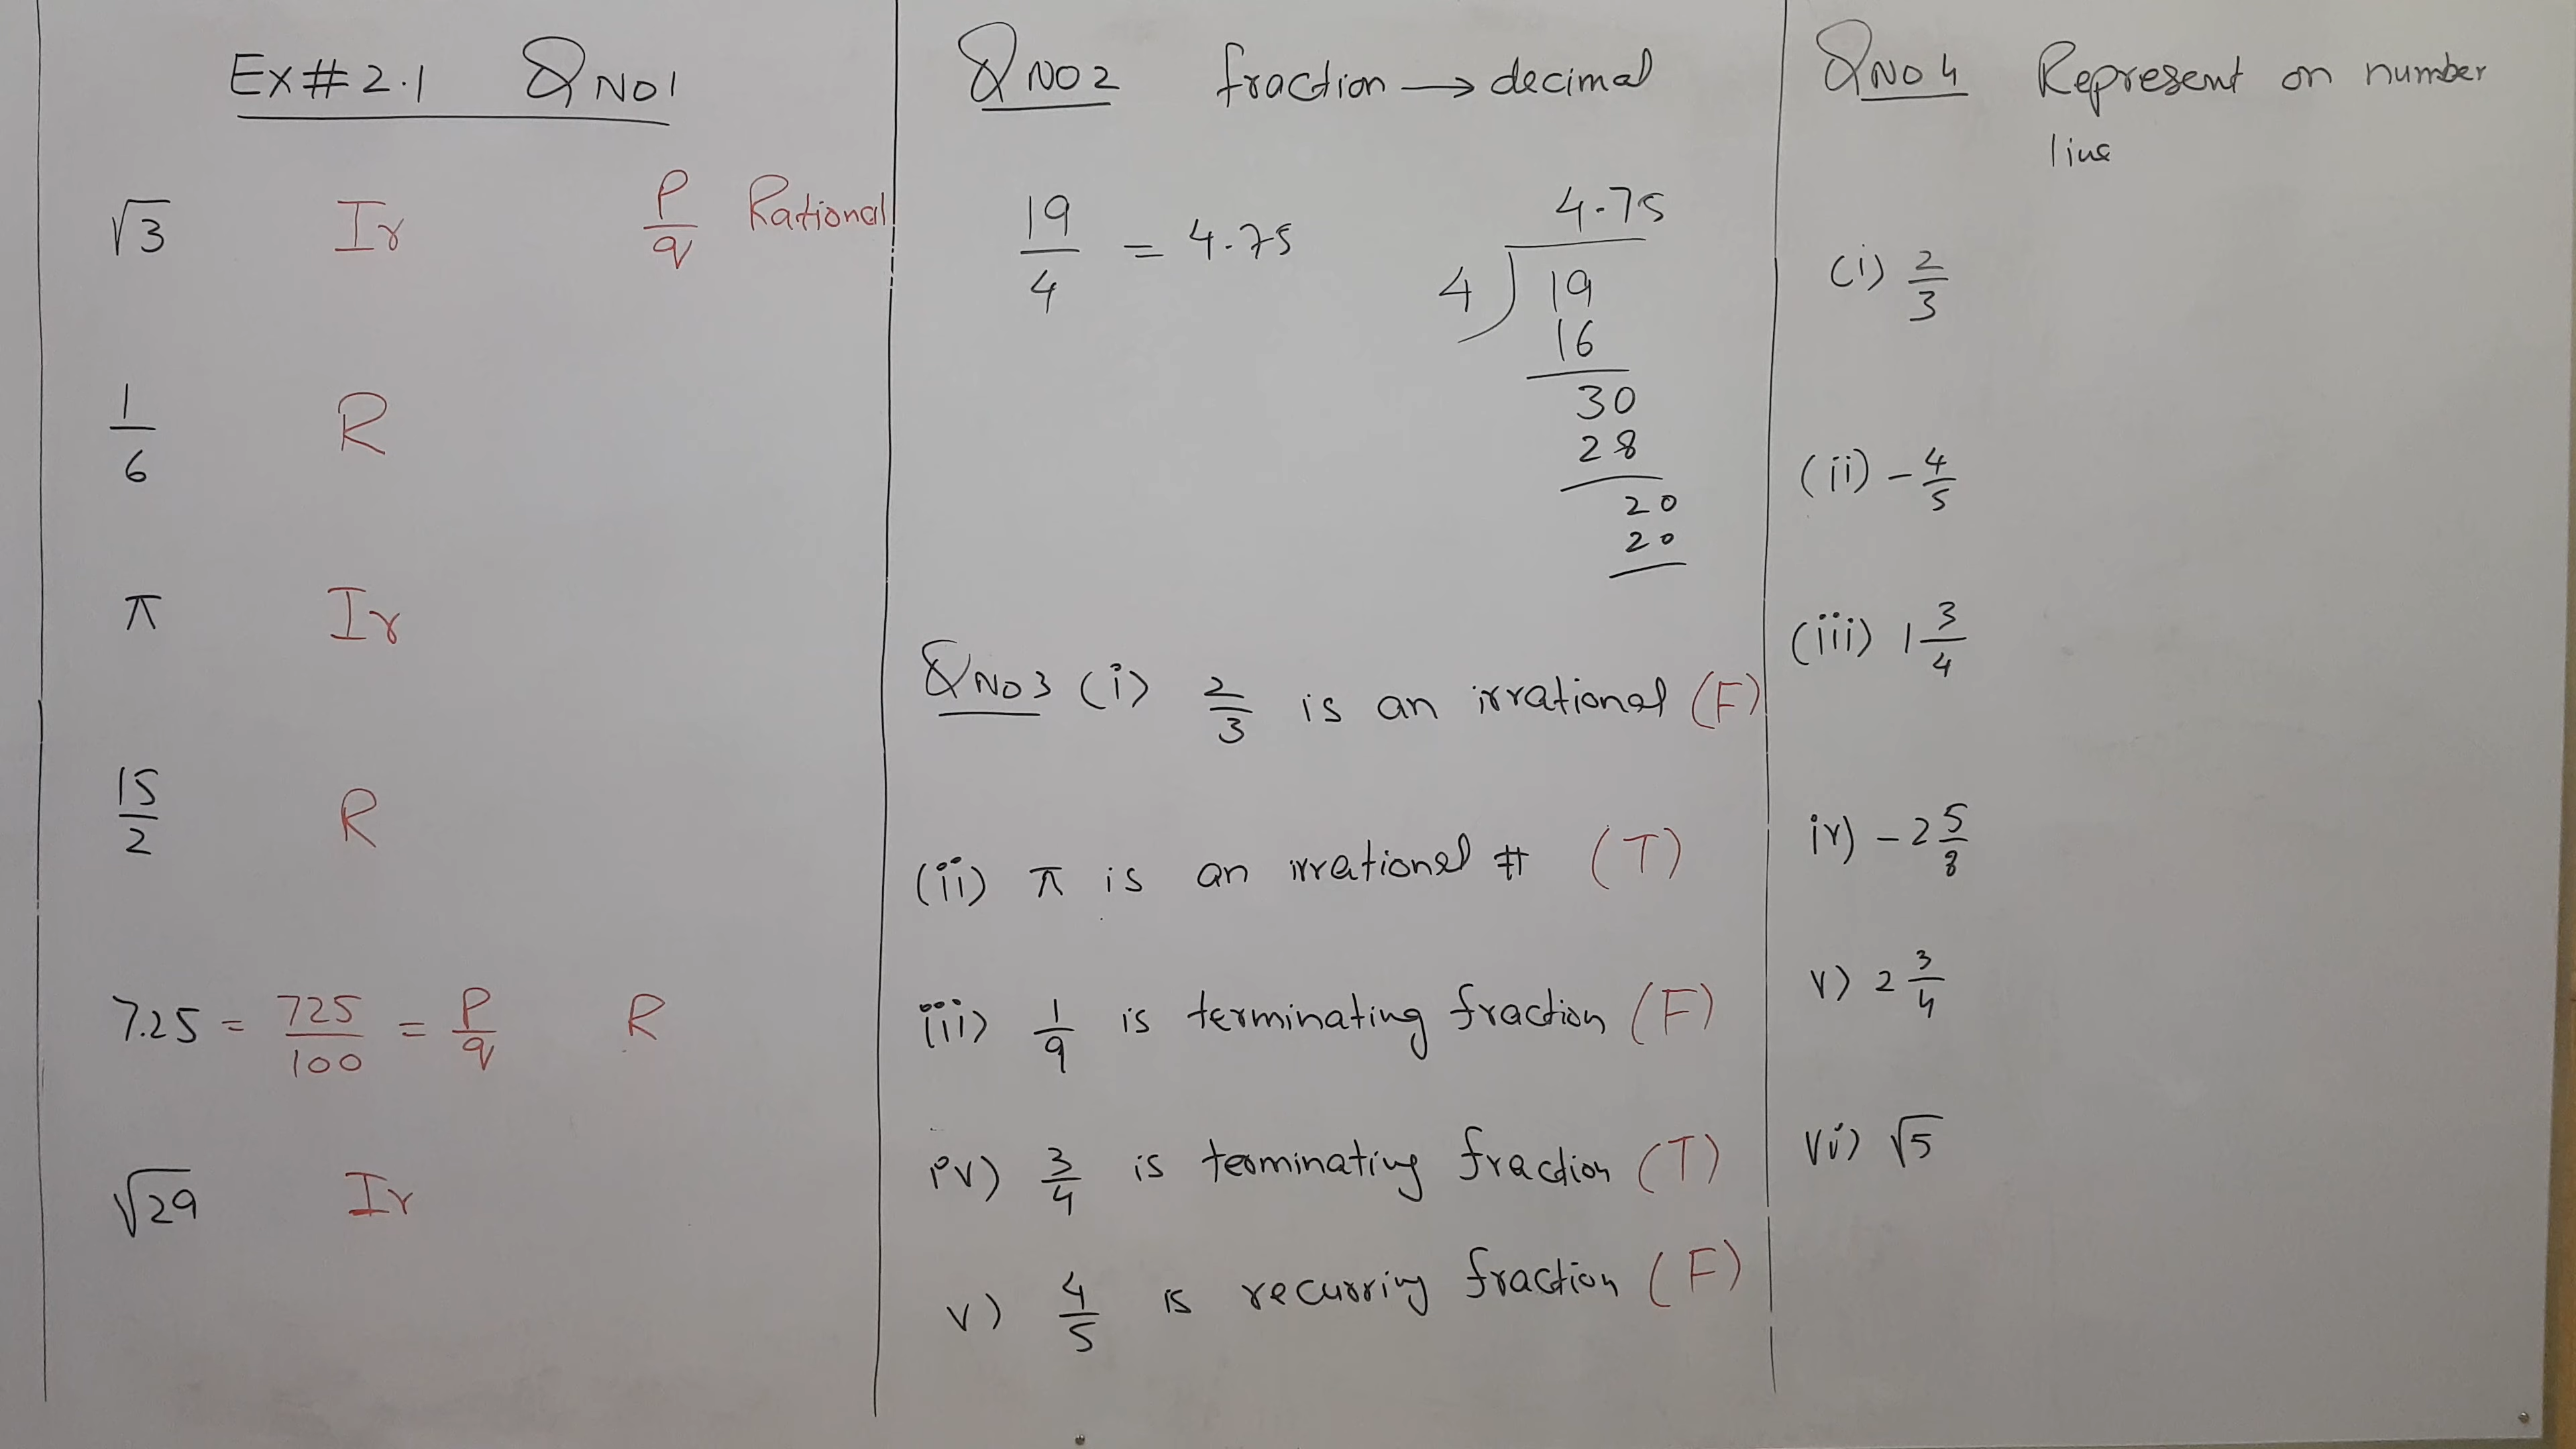 Ex# 2.1 Q NO1
√3 Ir p/q Rational
1/6 R
π Ir
15/2 R
7.25 = 725/100 = p/q R
√29 Ir
Q NO2 fraction → decimal
19/4 = 4.75
4.75
4 ) 19
16
30
28
20
20
Q NO3 (i) 2/3 is an irrational (F)
(ii) π is an irrational # (T)
(iii) 1/9 is terminating fraction (F)
iv) 3/4 is terminating fraction (T)
v) 4/5 is recurring fraction (F)
Q NO4 Represent on number
line
(i) 2/3
(ii) - 4/5
(iii) 1 3/4
iv) - 2 5/8
v) 2 3/4
vi) √5